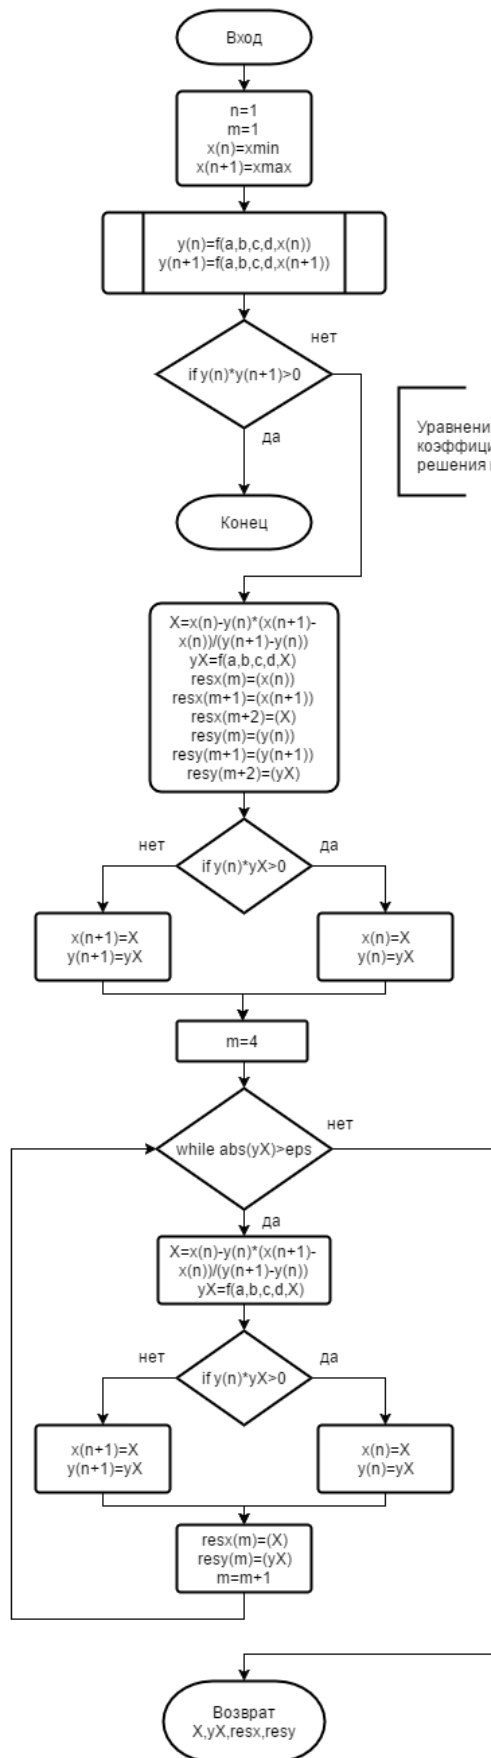 Вход
n=1
m=1
x(n)=xmin
x(n+1)=xmax
y(n)=f(a,b,c,d,x(n))
y(n+1)=f(a,b,c,d,x(n+1))
нет
if y(n)*y(n+1)>0
да
Уравнени
коэффици
решения
Конец
X=x(n)-y(n)*(x(n+1)-
x(n))/(y(n+1)-y(n))
yX=f(a,b,c,d,X)
resx(m)=(x(n))
resx(m+1)=(x(n+1))
resx(m+2)=(X)
resy(m)=(y(n))
resy(m+1)=(y(n+1))
resy(m+2)=(yX)
нет
да
if y(n)*yX>0
x(n+1)=X
y(n+1)=yX
x(n)=X
y(n)=yX
m=4
нет
while abs(yX)>eps
да
X=x(n)-y(n)*(x(n+1)-
x(n))/(y(n+1)-y(n))
yX=f(a,b,c,d,X)
нет
да
if y(n)*yX>0
x(n+1)=X
y(n+1)=yX
x(n)=X
y(n)=yX
resx(m)=(X)
resy(m)=(yX)
m=m+1
Возврат
X,yX,resx,resy